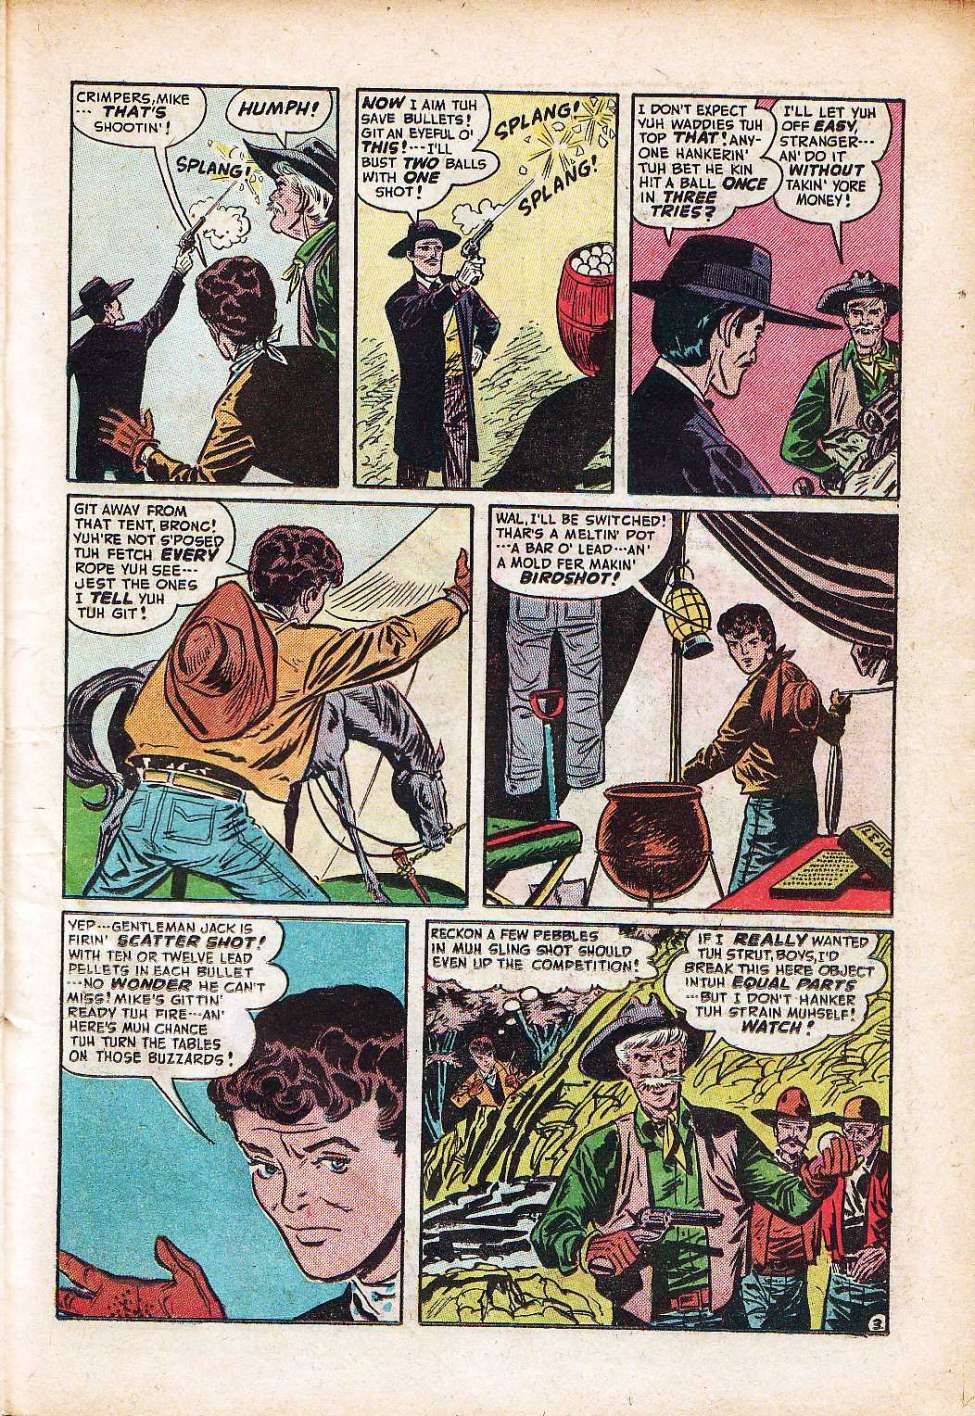 CRIMPERS, MIKE
--- THAT'S
SHOOTIN'!
HUMPH!
SPLANG!
NOW I AIM TUH
SAVE BULLETS!
GIT AN EYEFUL O'
THIS!---I'LL
BUST TWO BALLS
WITH ONE
SHOT!
SPLANG!
SPLANG!
I DON'T EXPECT
YUH WADDIES TUH
TOP THAT! ANY-
ONE HANKERIN'
TUH BET HE KIN
HIT A BALL ONCE
IN THREE
TRIES?
I'LL LET YUH
OFF EASY,
STRANGER---
AN' DO IT
WITHOUT
TAKIN' YORE
MONEY!
GIT AWAY FROM
THAT TENT, BRONC!
YUH'RE NOT S'POSED
TUH FETCH EVERY
ROPE YUH SEE---
JEST THE ONES
I TELL YUH
TUH GIT!
WAL, I'LL BE SWITCHED!
THAR'S A MELTIN' POT
---A BAR O' LEAD---AN'
A MOLD FER MAKIN'
BIRDSHOT!
LEAD
YEP---GENTLEMAN JACK IS
FIRIN' SCATTER SHOT!
WITH TEN OR TWELVE LEAD
PELLETS IN EACH BULLET
---NO WONDER HE CAN'T
MISS! MIKE'S GITTIN'
READY TUH FIRE---AN'
HERE'S MUH CHANCE
TUH TURN THE TABLES
ON THOSE BUZZARDS!
RECKON A FEW PEBBLES
IN MUH SLING SHOT SHOULD
EVEN UP THE COMPETITION!
IF I REALLY WANTED
TUH STRUT, BOYS, I'D
BREAK THIS HERE OBJECT
INTUH EQUAL PARTS
---BUT I DON'T HANKER
TUH STRAIN MUHSELF!
WATCH!
3